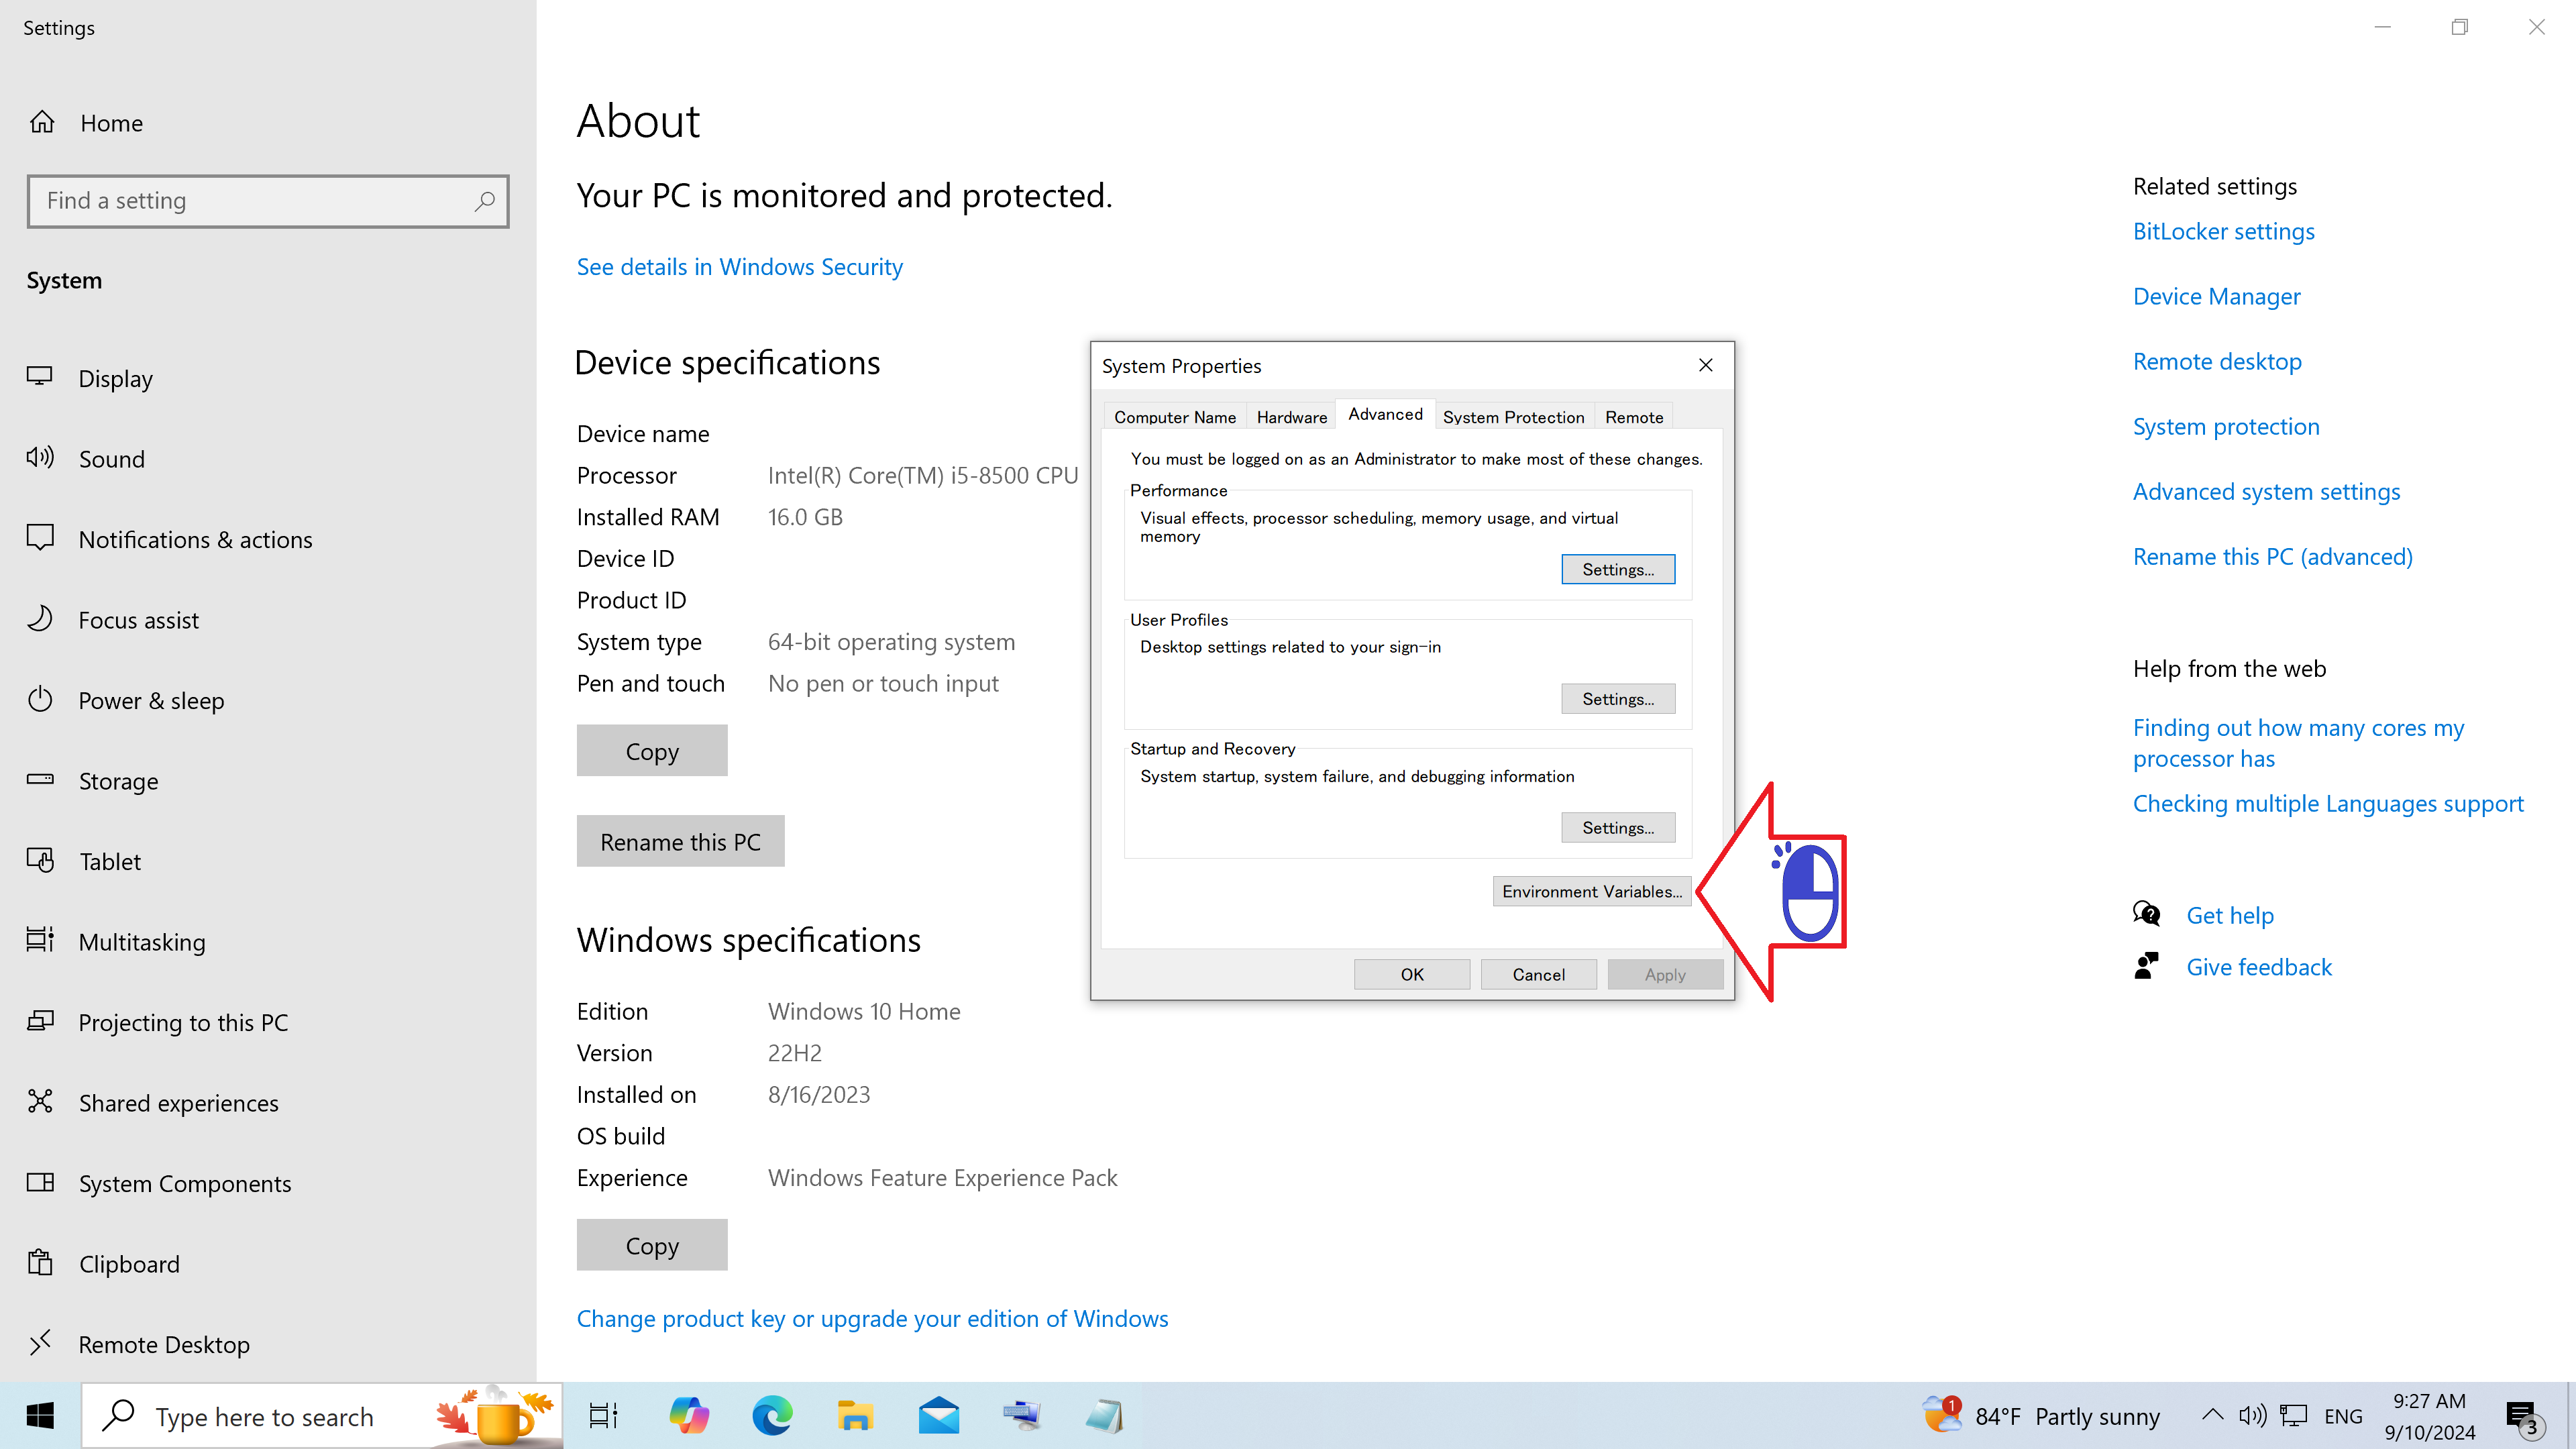 Settings
Home
Find a setting
System
Display
Sound
Notifications & actions
Focus assist
Power & sleep
Storage
Tablet
Multitasking
Projecting to this PC
Shared experiences
System Components
Clipboard
Remote Desktop
About
Your PC is monitored and protected.
See details in Windows Security
Device specifications
Device name
Processor Intel(R) Core(TM) i5-8500 CPU
Installed RAM 16.0 GB
Device ID
Product ID
System type 64-bit operating system
Pen and touch No pen or touch input
Copy
Rename this PC
Windows specifications
Edition Windows 10 Home
Version 22H2
Installed on 8/16/2023
OS build
Experience Windows Feature Experience Pack
Copy
Change product key or upgrade your edition of Windows
System Properties
Computer Name Hardware Advanced System Protection Remote
You must be logged on as an Administrator to make most of these changes.
Performance
Visual effects, processor scheduling, memory usage, and virtual
memory
Settings...
User Profiles
Desktop settings related to your sign-in
Settings...
Startup and Recovery
System startup, system failure, and debugging information
Settings...
Environment Variables...
OK Cancel Apply
Related settings
BitLocker settings
Device Manager
Remote desktop
System protection
Advanced system settings
Rename this PC (advanced)
Help from the web
Finding out how many cores my
processor has
Checking multiple Languages support
Get help
Give feedback
Type here to search
1
84°F Partly sunny
ENG
9:27 AM
9/10/2024
3